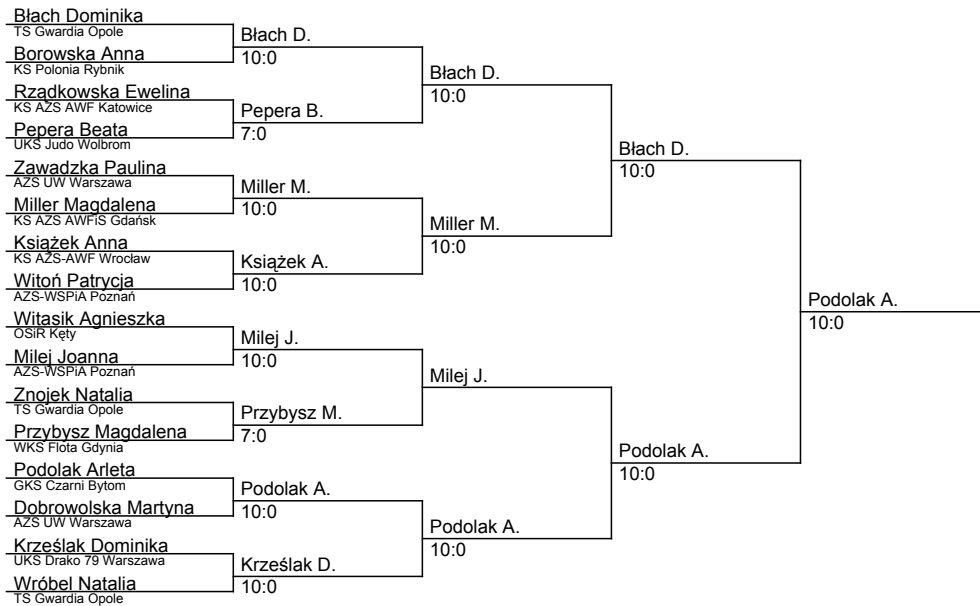 Błach Dominika
TS Gwardia Opole
Borowska Anna
KS Polonia Rybnik
Rządkowska Ewelina
KS AZS AWF Katowice
Pepera Beata
UKS Judo Wolbrom
Zawadzka Paulina
AZS UW Warszawa
Miller Magdalena
KS AZS AWFiS Gdańsk
Książek Anna
KS AZS-AWF Wrocław
Witoń Patrycja
AZS-WSPiA Poznań
Witasik Agnieszka
OSiR Kęty
Milej Joanna
AZS-WSPiA Poznań
Znojek Natalia
TS Gwardia Opole
Przybysz Magdalena
WKS Flota Gdynia
Podolak Arleta
GKS Czarni Bytom
Dobrowolska Martyna
AZS UW Warszawa
Krześlak Dominika
UKS Drako 79 Warszawa
Wróbel Natalia
TS Gwardia Opole
Błach D.
10:0
Pepera B.
7:0
Miller M.
10:0
Książek A.
10:0
Milej J.
10:0
Przybysz M.
7:0
Podolak A.
10:0
Krześlak D.
10:0
Błach D.
10:0
Miller M.
10:0
Milej J.
Podolak A.
10:0
Błach D.
10:0
Podolak A.
10:0
Podolak A.
10:0